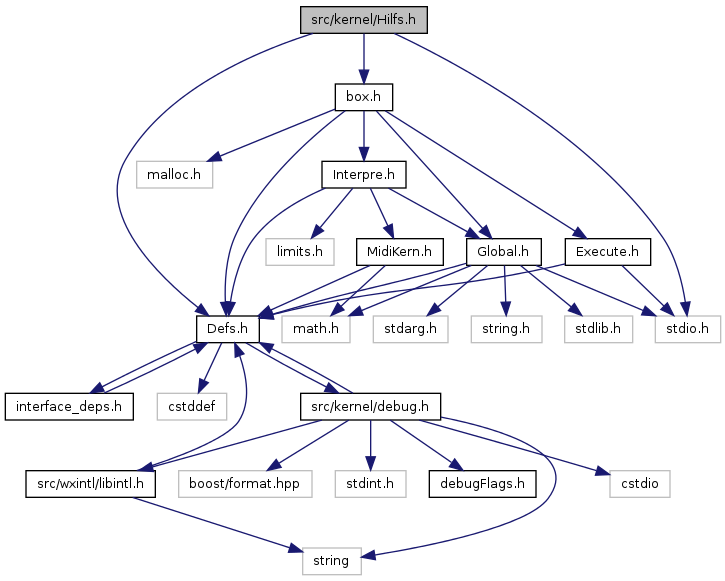 src/kernel/Hilfs.h
box.h
malloc.h
Interpre.h
limits.h
MidiKern.h
Global.h
Execute.h
Defs.h
math.h
stdarg.h
string.h
stdlib.h
stdio.h
interface_deps.h
cstddef
src/kernel/debug.h
src/wxintl/libintl.h
boost/format.hpp
stdint.h
debugFlags.h
cstdio
string